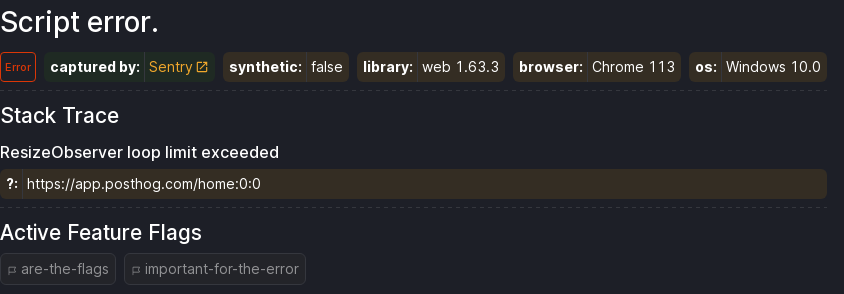 Script error.
Error captured by: Sentry synthetic: false library: web 1.63.3 browser: Chrome 113 os: Windows 10.0
Stack Trace
ResizeObserver loop limit exceeded
?: https://app.posthog.com/home:0:0
Active Feature Flags
are-the-flags important-for-the-error